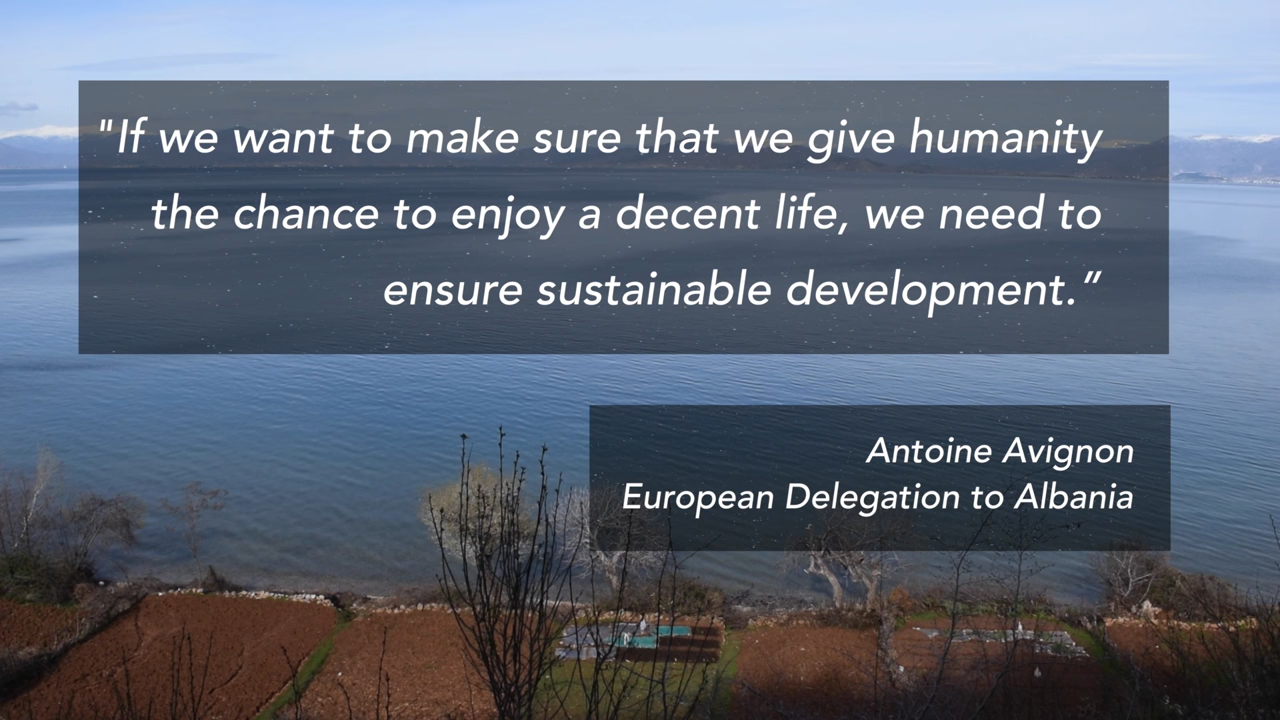 "If we want to make sure that we give humanity
the chance to enjoy a decent life, we need to
ensure sustainable development.”
Antoine Avignon
European Delegation to Albania